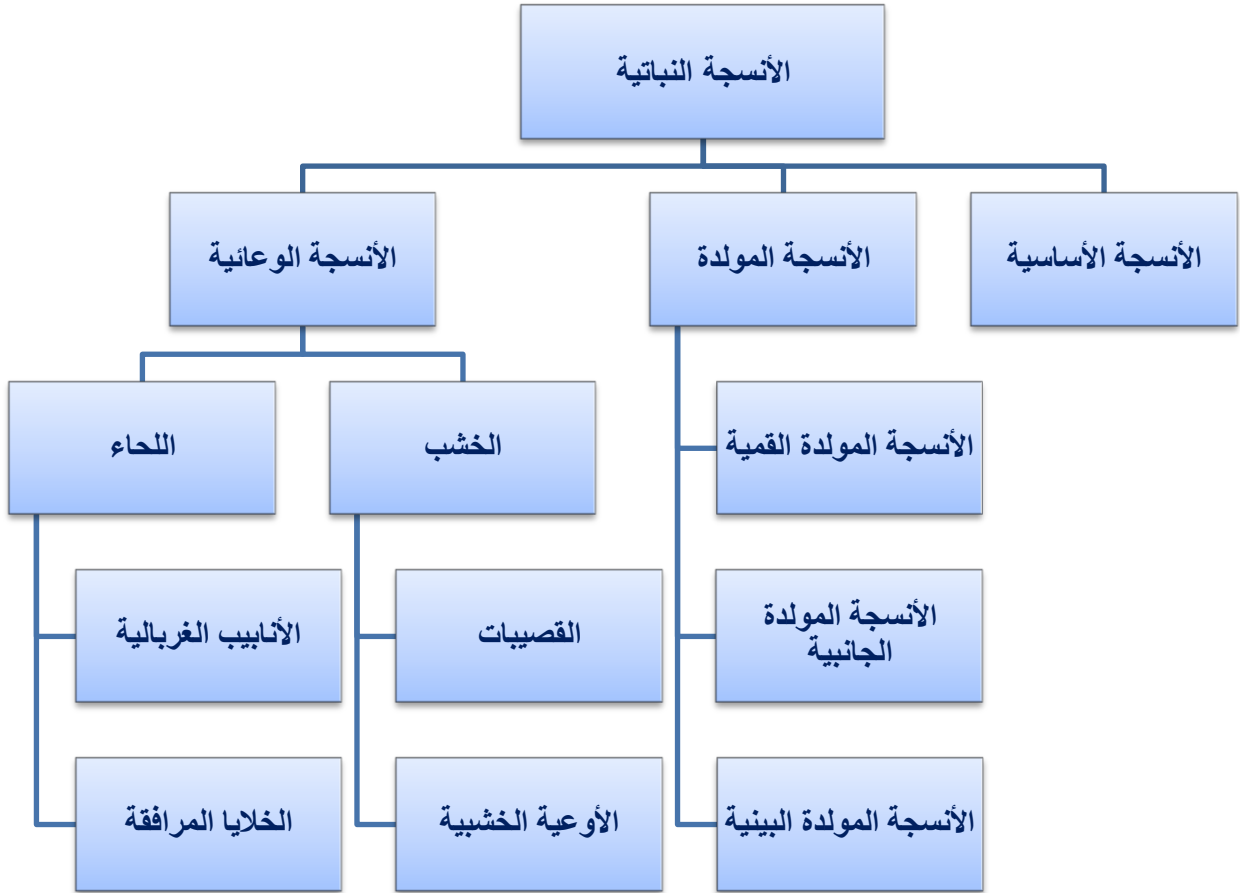 الأنسجة النباتية
الأنسجة الأساسية
الأنسجة المولدة
الأنسجة الوعائية
الأنسجة المولدة القمية
الخشب
اللحاء
الأنسجة المولدة
الجانبية
القصيبات
الأنابيب الغربالية
الأنسجة المولدة البينية
الأوعية الخشبية
الخلايا المرافقة